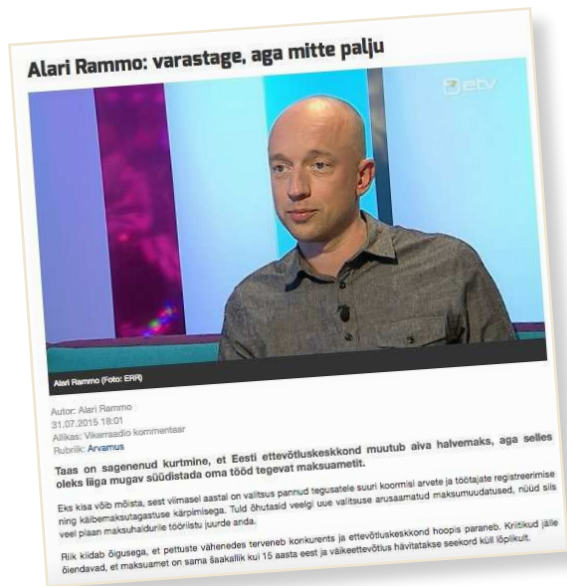 Alari Rammo: varastage, aga mitte palju
etv
Alari Rammo (Foto: ERR)
Autor: Alari Rammo
31.07.2015 18:01
Allikas: Vikerraadio kommentaar
Rubriik: Arvamus
Taas on sagenenud kurtmine, et Eesti ettevõtluskeskkond muutub aiva halvemaks, aga selles
oleks liiga mugav süüdistada oma tööd tegevat maksuametit.
Eks kisa võib mõista, sest viimasel aastal on valitsus pannud tegusatele suuri koormisi arvete ja töötajate registreerimise
ning käibemaksutagastuse kärpimisega. Tuld õhutasid veelgi uue valitsuse arusaamatud maksumuudatused, nüüd siis
veel plaan maksuhaldurile tööriistu juurde anda.
Riik kiidab õigusega, et pettuste vähenedes terveneb konkurents ja ettevõtluskeskkond hoopis paraneb. Kriitikud jälle
õiendavad, et maksuamet on sama šaakallik kui 15 aasta eest ja väikeettevõtlus hävitatakse seekord küll lõplikult.